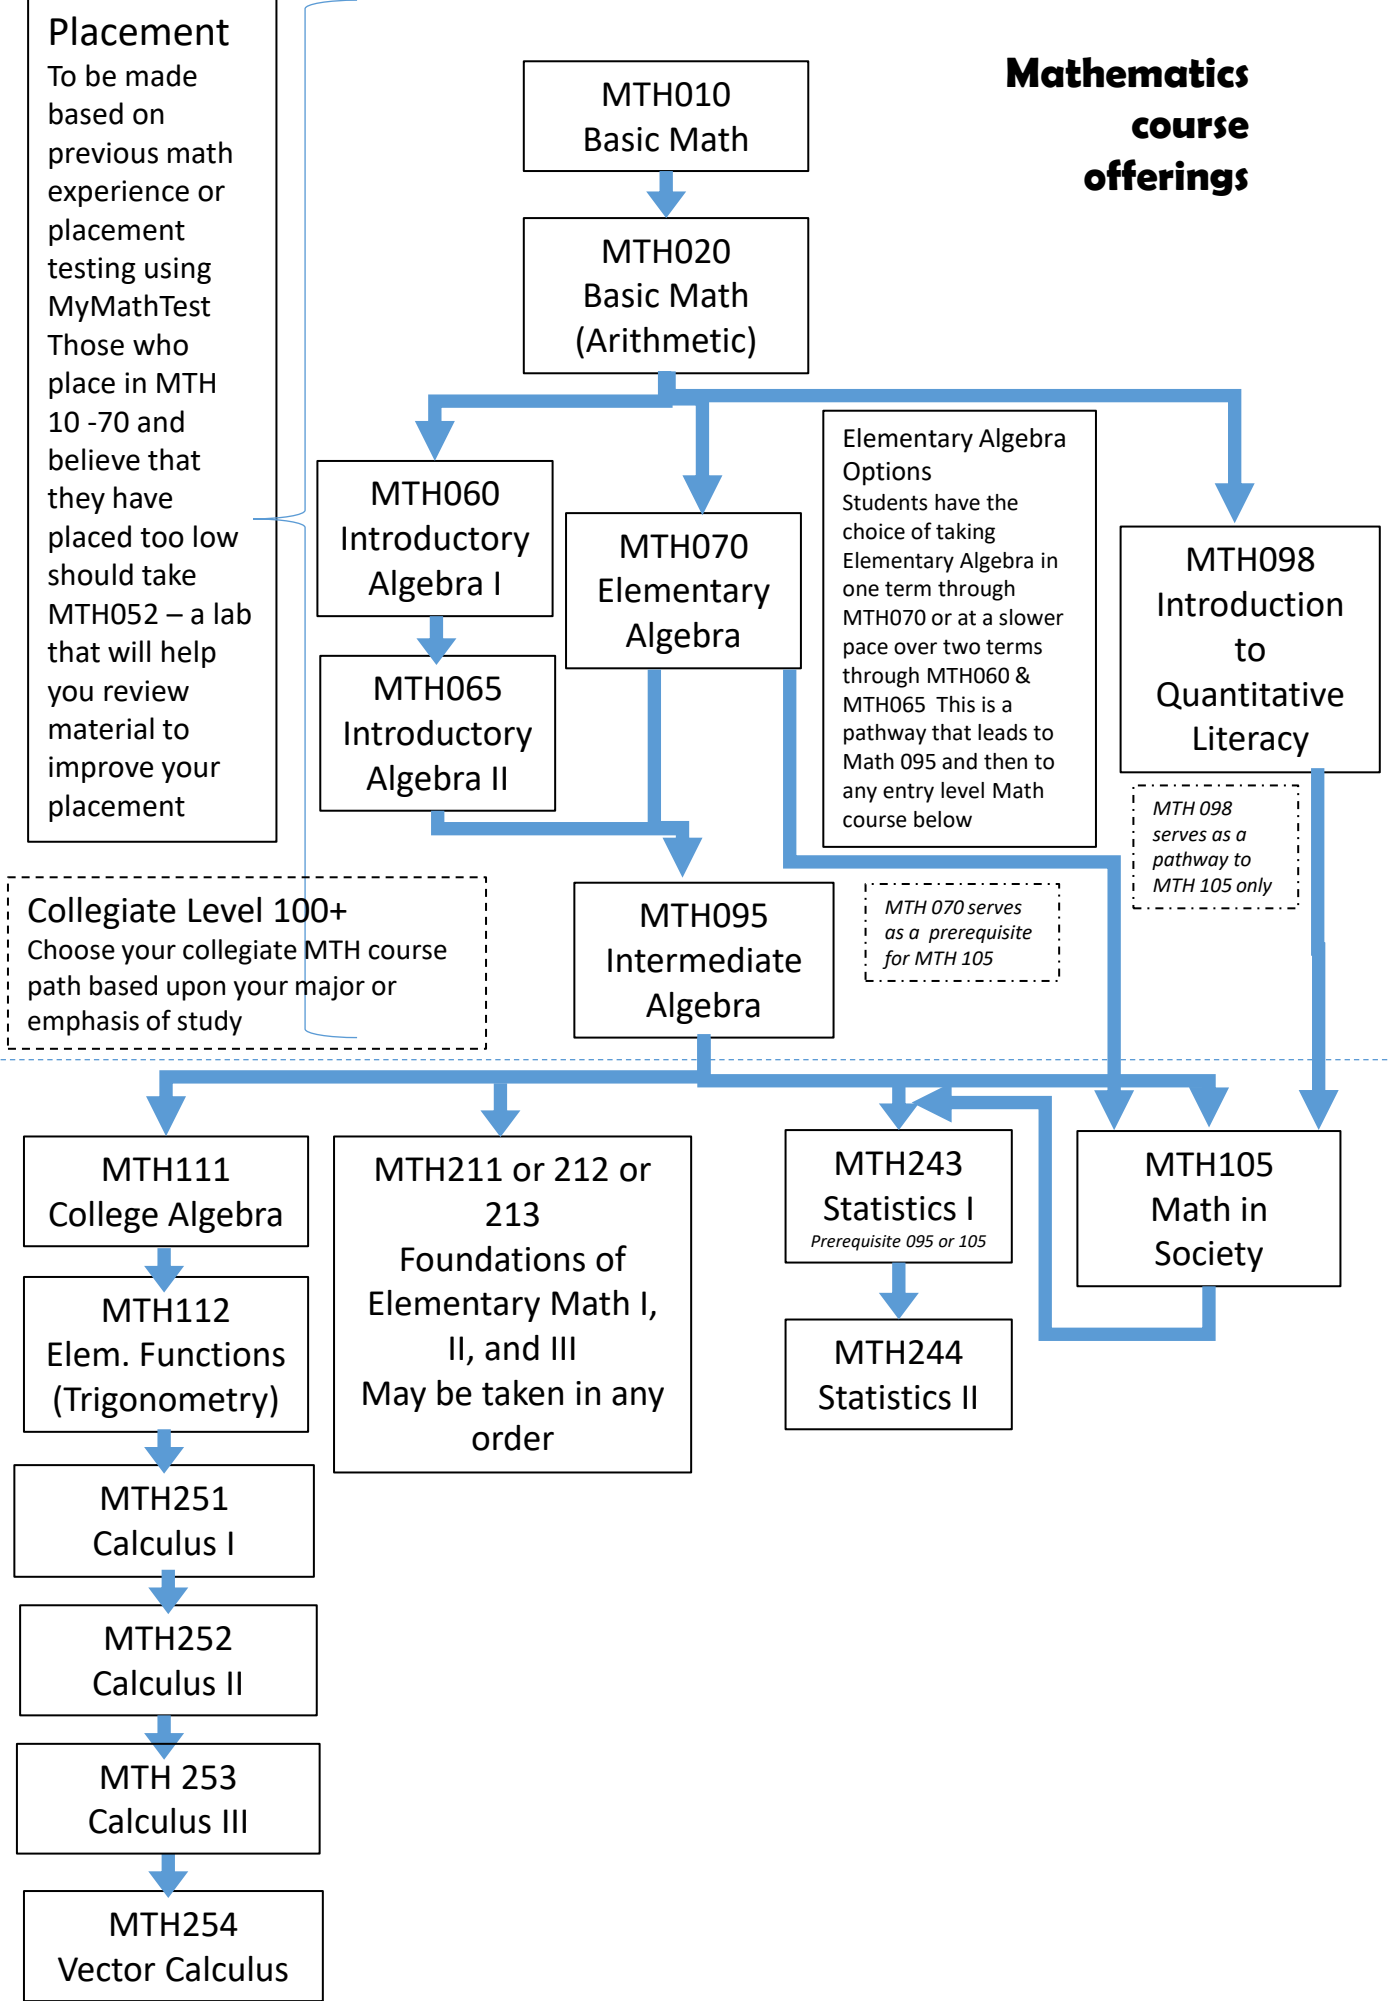 Placement
To be made
based on
previous math
experience or
placement
testing using
MyMathTest
Those who
place in MTH
10 -70 and
believe that
they have
placed too low
should take
MTH052 – a lab
that will help
you review
material to
improve your
placement
Mathematics
course
offerings
MTH010
Basic Math
MTH020
Basic Math
(Arithmetic)
MTH060
Introductory
Algebra I
MTH065
Introductory
Algebra II
MTH070
Elementary
Algebra
Elementary Algebra
Options
Students have the
choice of taking
Elementary Algebra in
one term through
MTH070 or at a slower
pace over two terms
through MTH060 &
MTH065  This is a
pathway that leads to
Math 095 and then to
any entry level Math
course below
MTH098
Introduction
to
Quantitative
Literacy
MTH 098
serves as a
pathway to
MTH 105 only
Collegiate Level 100+
Choose your collegiate MTH course
path based upon your major or
emphasis of study
MTH095
Intermediate
Algebra
MTH 070 serves
as a  prerequisite
for MTH 105
MTH111
College Algebra
MTH112
Elem. Functions
(Trigonometry)
MTH251
Calculus I
MTH252
Calculus II
MTH 253
Calculus III
MTH254
Vector Calculus
MTH211 or 212 or
213
Foundations of
Elementary Math I,
II, and III
May be taken in any
order
MTH243
Statistics I
Prerequisite 095 or 105
MTH244
Statistics II
MTH105
Math in
Society